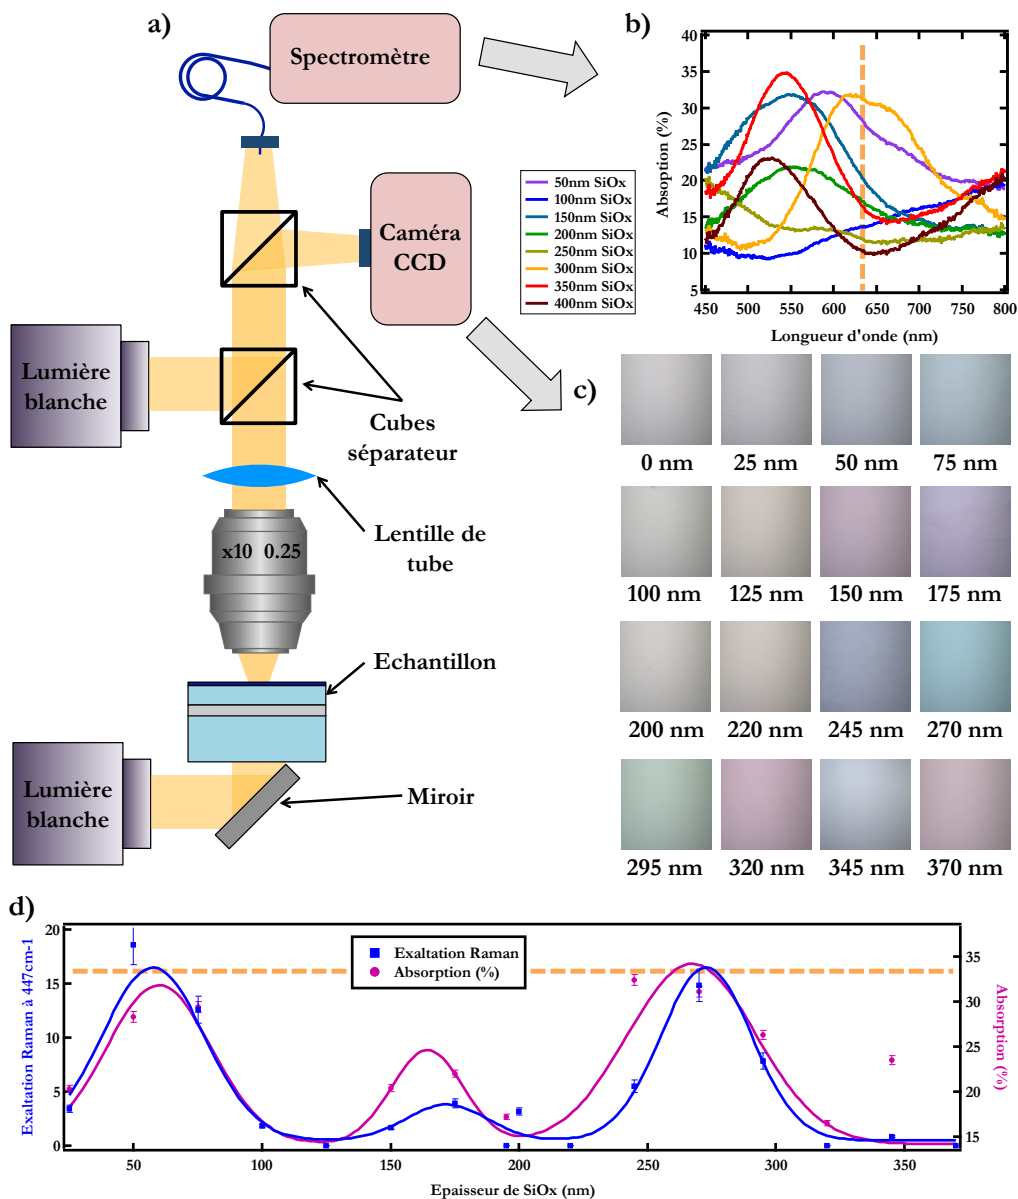 a)
Spectromètre
Caméra
CCD
Lumière
blanche
Cubes
séparateur
Lentille de
tube
x10 0.25
Echantillon
Lumière
blanche
Miroir
b)
40
35
30
25
20
15
10
5
Absoption (%)
450
500
550
600
650
700
750
800
Longueur d'onde (nm)
50nm SiOx
100nm SiOx
150nm SiOx
200nm SiOx
250nm SiOx
300nm SiOx
350nm SiOx
400nm SiOx
c)
0 nm 25 nm 50 nm 75 nm
100 nm 125 nm 150 nm 175 nm
200 nm 220 nm 245 nm 270 nm
295 nm 320 nm 345 nm 370 nm
d)
Exaltation Raman à 447cm-1
20
15
10
5
0
Exaltation Raman
Absorption (%)
35
30
25
20
15
Absorption
(%)
50 100 150 200 250 300 350
Epaisseur de SiOx (nm)